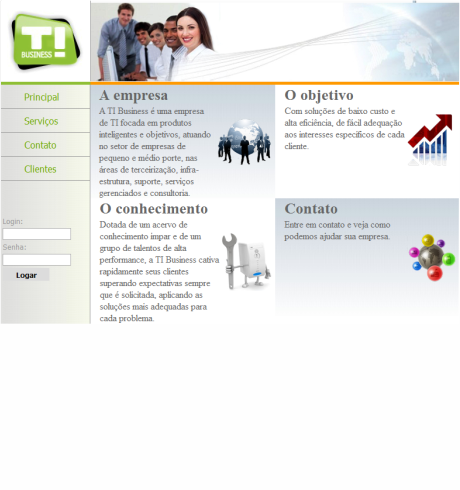 TI
BUSINESS
Principal
Serviços
Contato
Clientes
Login:
Senha:
Logar
A empresa
A TI Business é uma empresa
de TI focada em produtos
inteligentes e objetivos, atuando
no setor de empresas de
pequeno e médio porte, nas
áreas de terceirização, infra-
estrutura, suporte, serviços
gerenciados e consultoria.
O objetivo
Com soluções de baixo custo e
alta eficiência, de fácil adequação
aos interesses especificos de cada
cliente.
O conhecimento
Dotada de um acervo de
conhecimento impar e de um
grupo de talentos de alta
performance, a TI Business cativa
rapidamente seus clientes
superando expectativas sempre
que é solicitada, aplicando as
soluções mais adequadas para
cada problema.
Contato
Entre em contato e veja como
podemos ajudar sua empresa.